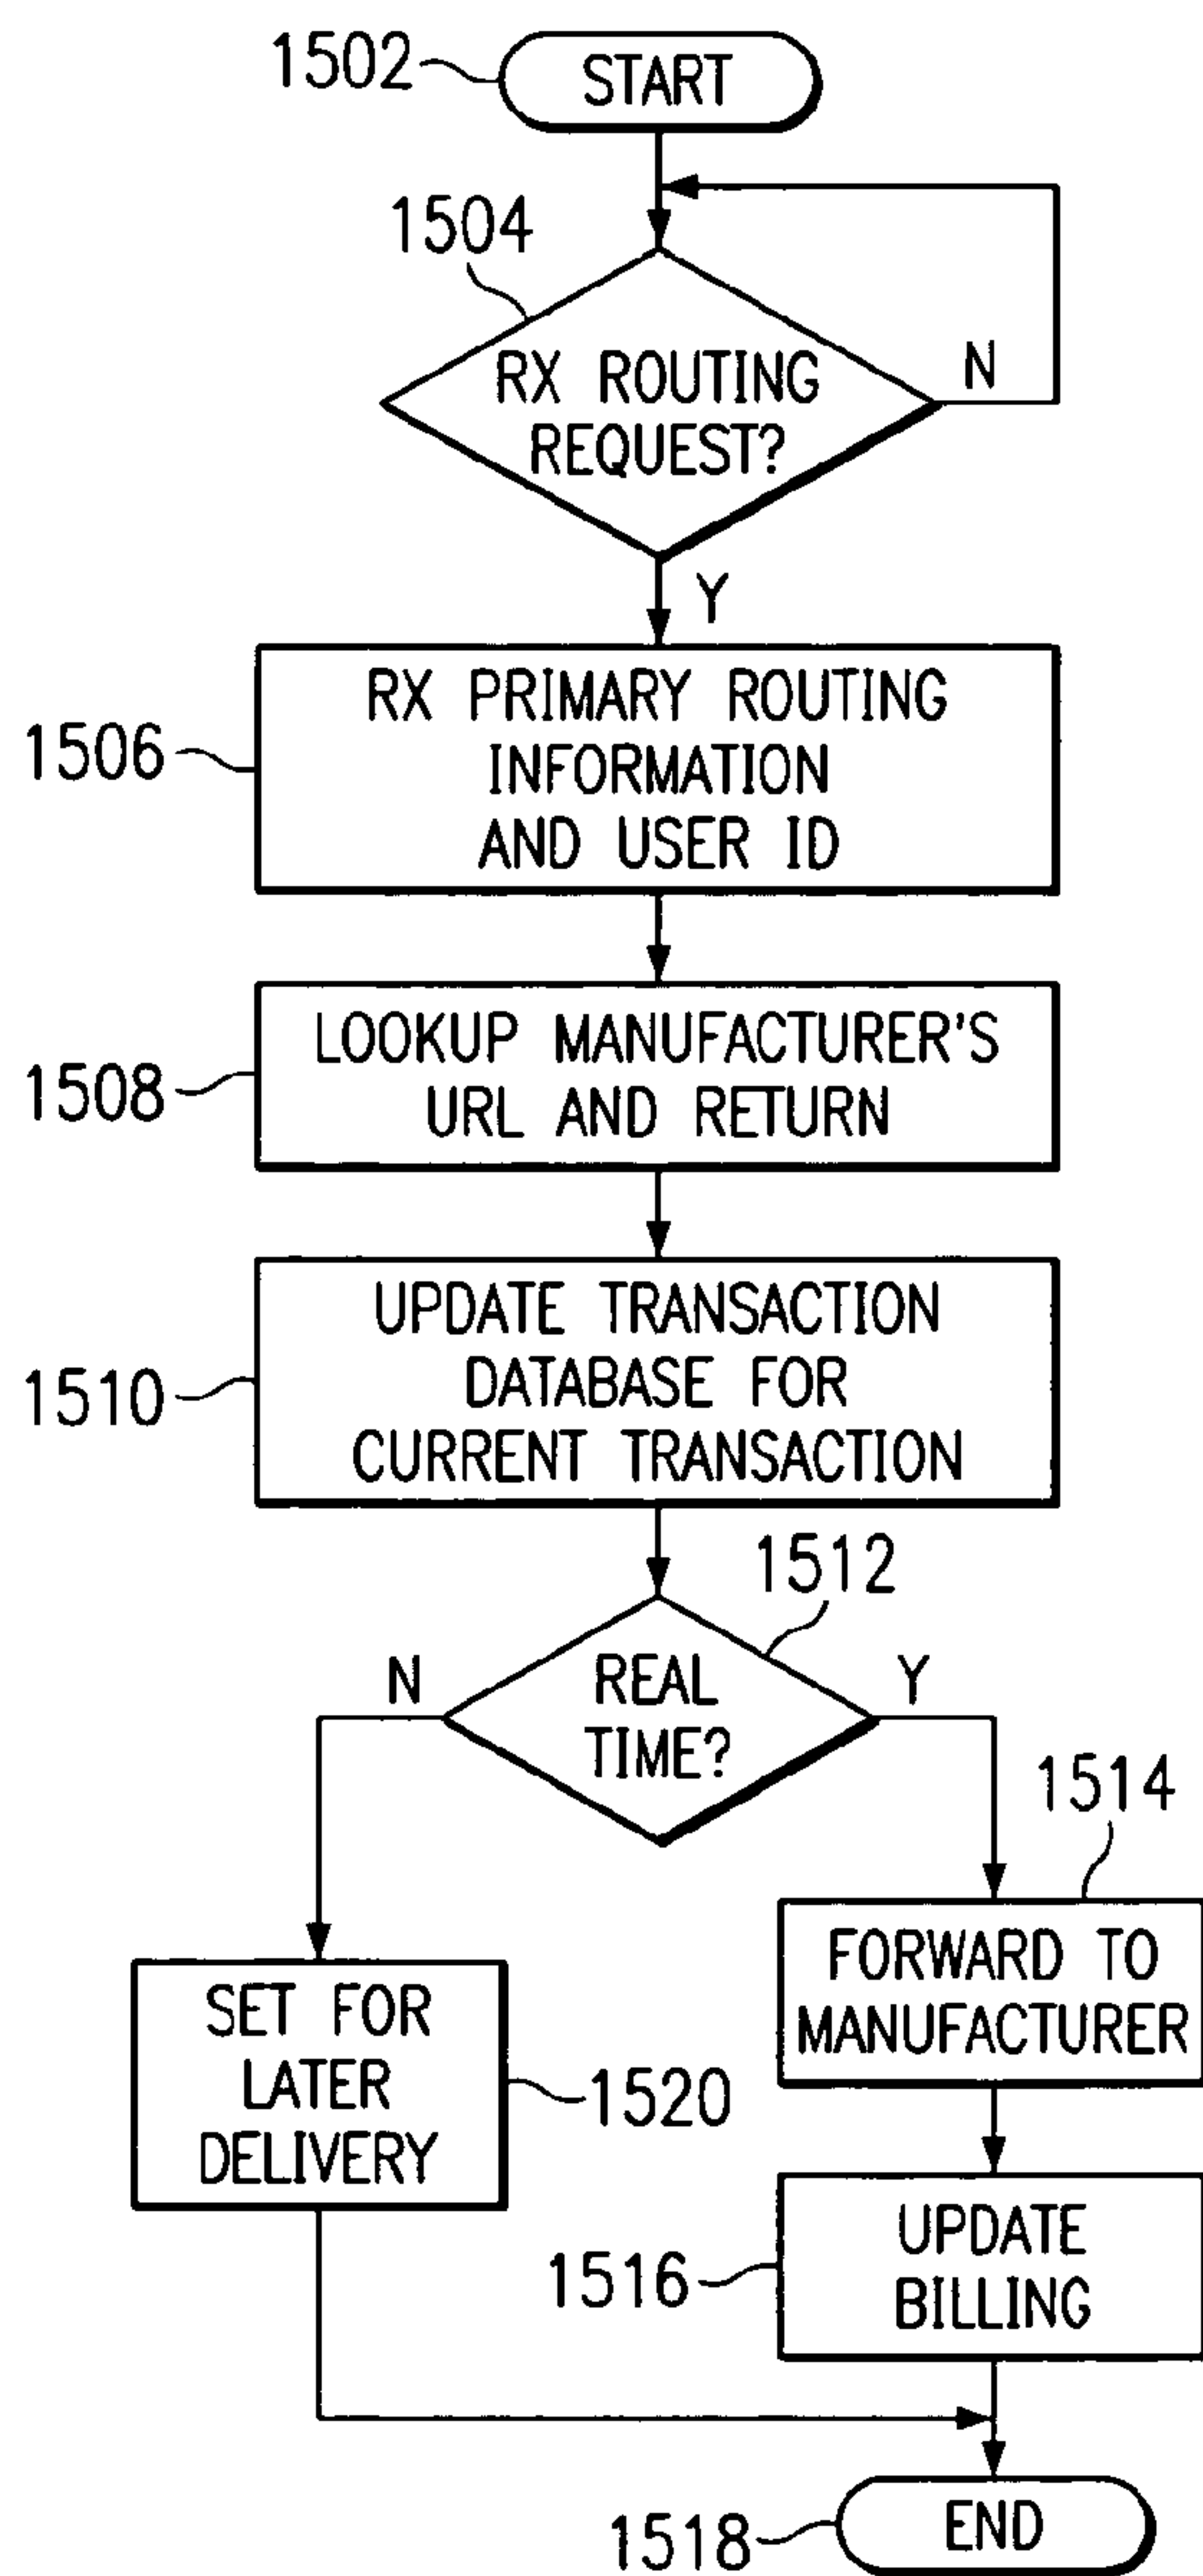 1502
START
1504
RX ROUTING
REQUEST?
N
Y
1506
RX PRIMARY ROUTING
INFORMATION
AND USER ID
1508
LOOKUP MANUFACTURER'S
URL AND RETURN
1510
UPDATE TRANSACTION
DATABASE FOR
CURRENT TRANSACTION
1512
N
REAL
TIME?
Y
1514
FORWARD TO
MANUFACTURER
SET FOR
LATER
DELIVERY
1520
1516
UPDATE
BILLING
1518
END